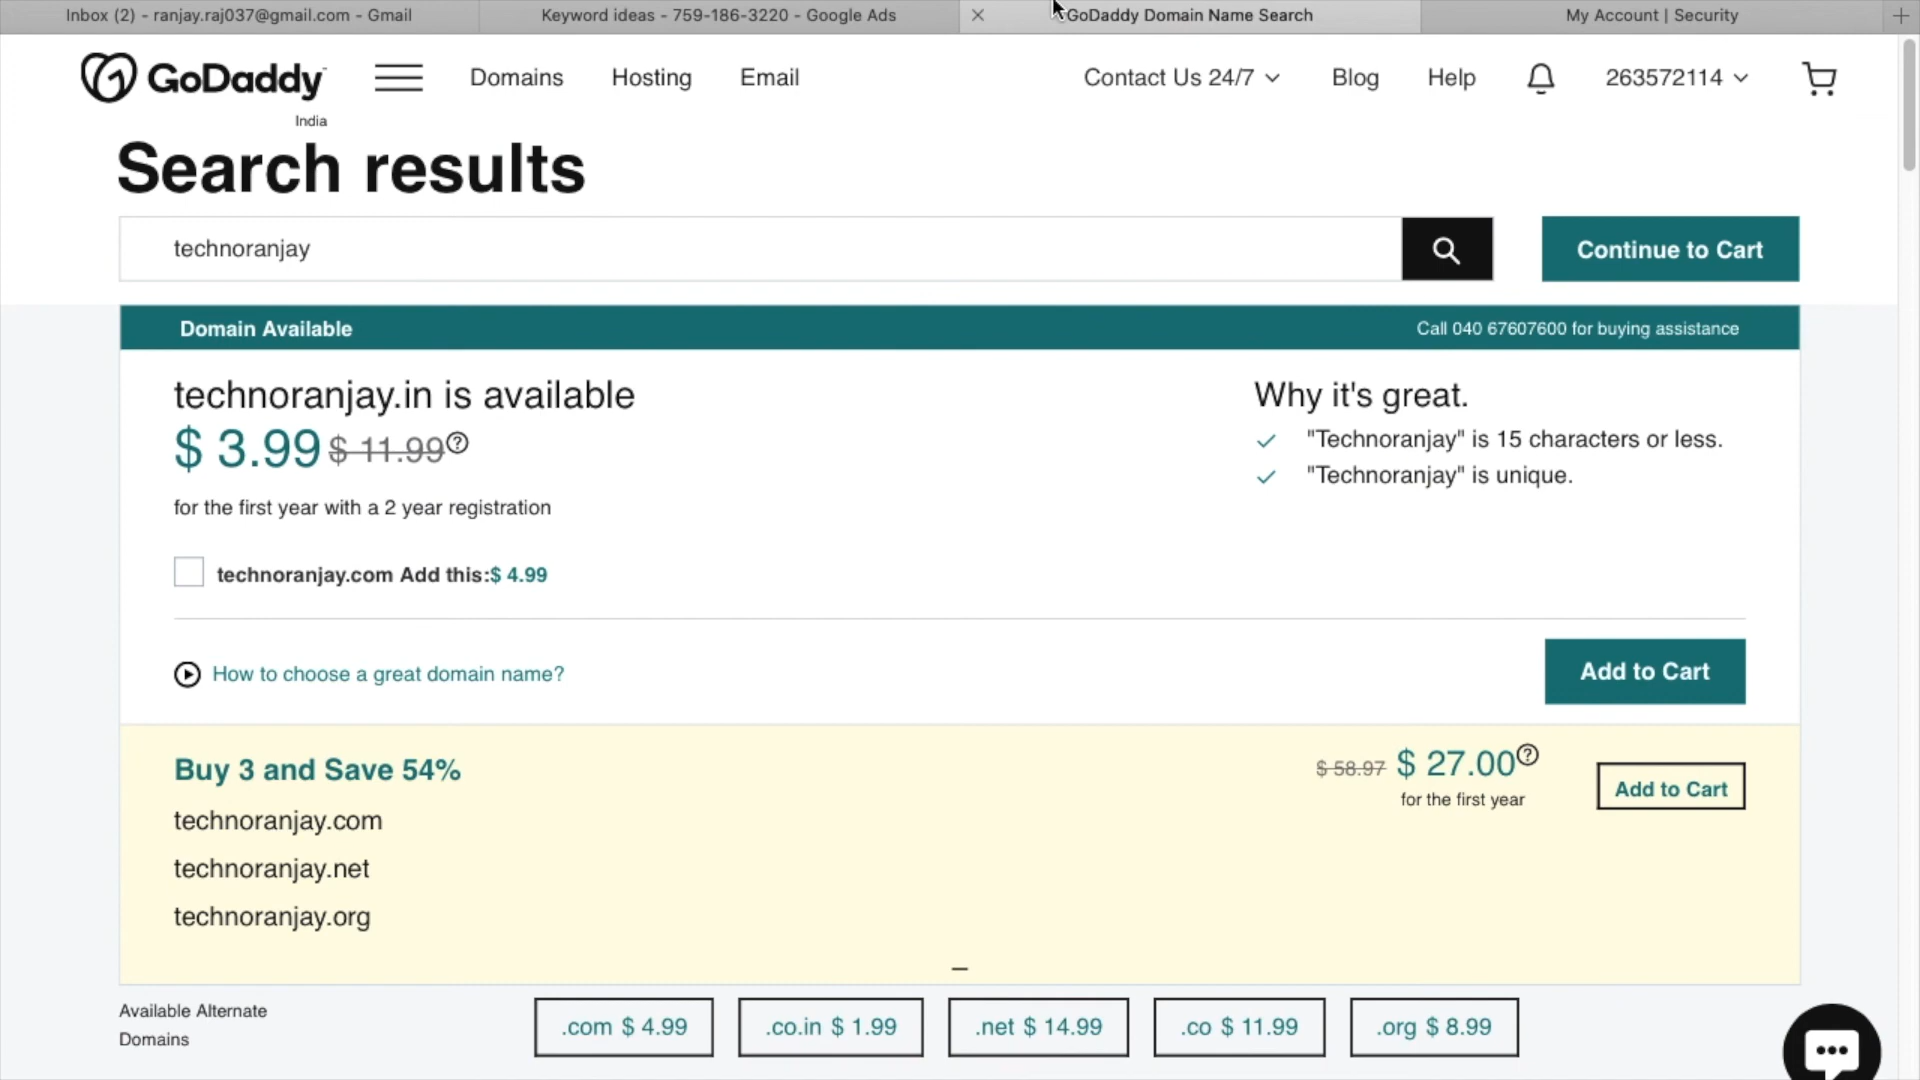 Inbox (2) - ranjay.raj037@gmail.com - Gmail
Keyword ideas - 759-186-3220 - Google Ads
GoDaddy Domain Name Search
My Account | Security
GoDaddy
India
Domains
Hosting
Email
Contact Us 24/7
Blog
Help
263572114
Search results
technoranjay
Continue to Cart
Domain Available
Call 040 67607600 for buying assistance
technoranjay.in is available
$ 3.99 $ 11.99
for the first year with a 2 year registration
Why it's great.
"Technoranjay" is 15 characters or less.
"Technoranjay" is unique.
technoranjay.com Add this:$ 4.99
How to choose a great domain name?
Add to Cart
Buy 3 and Save 54%
technoranjay.com
technoranjay.net
technoranjay.org
$ 58.97 $ 27.00
for the first year
Add to Cart
Available Alternate
Domains
.com $ 4.99
.co.in $ 1.99
.net $ 14.99
.co $ 11.99
.org $ 8.99